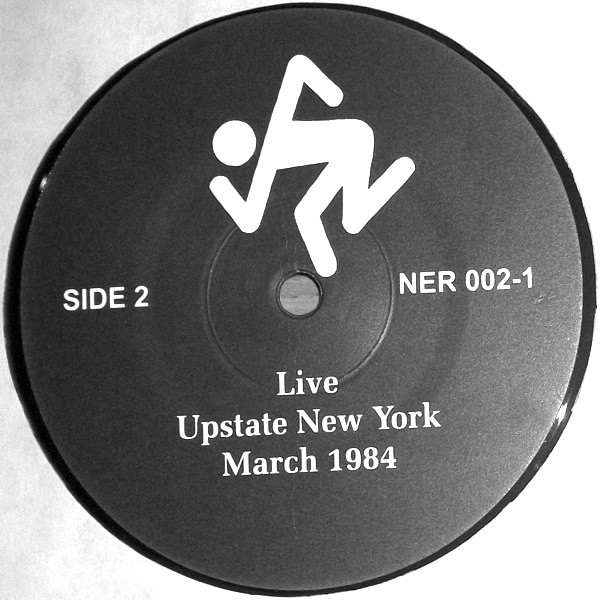 SIDE 2
NER 002-1
Live
Upstate New York
March 1984